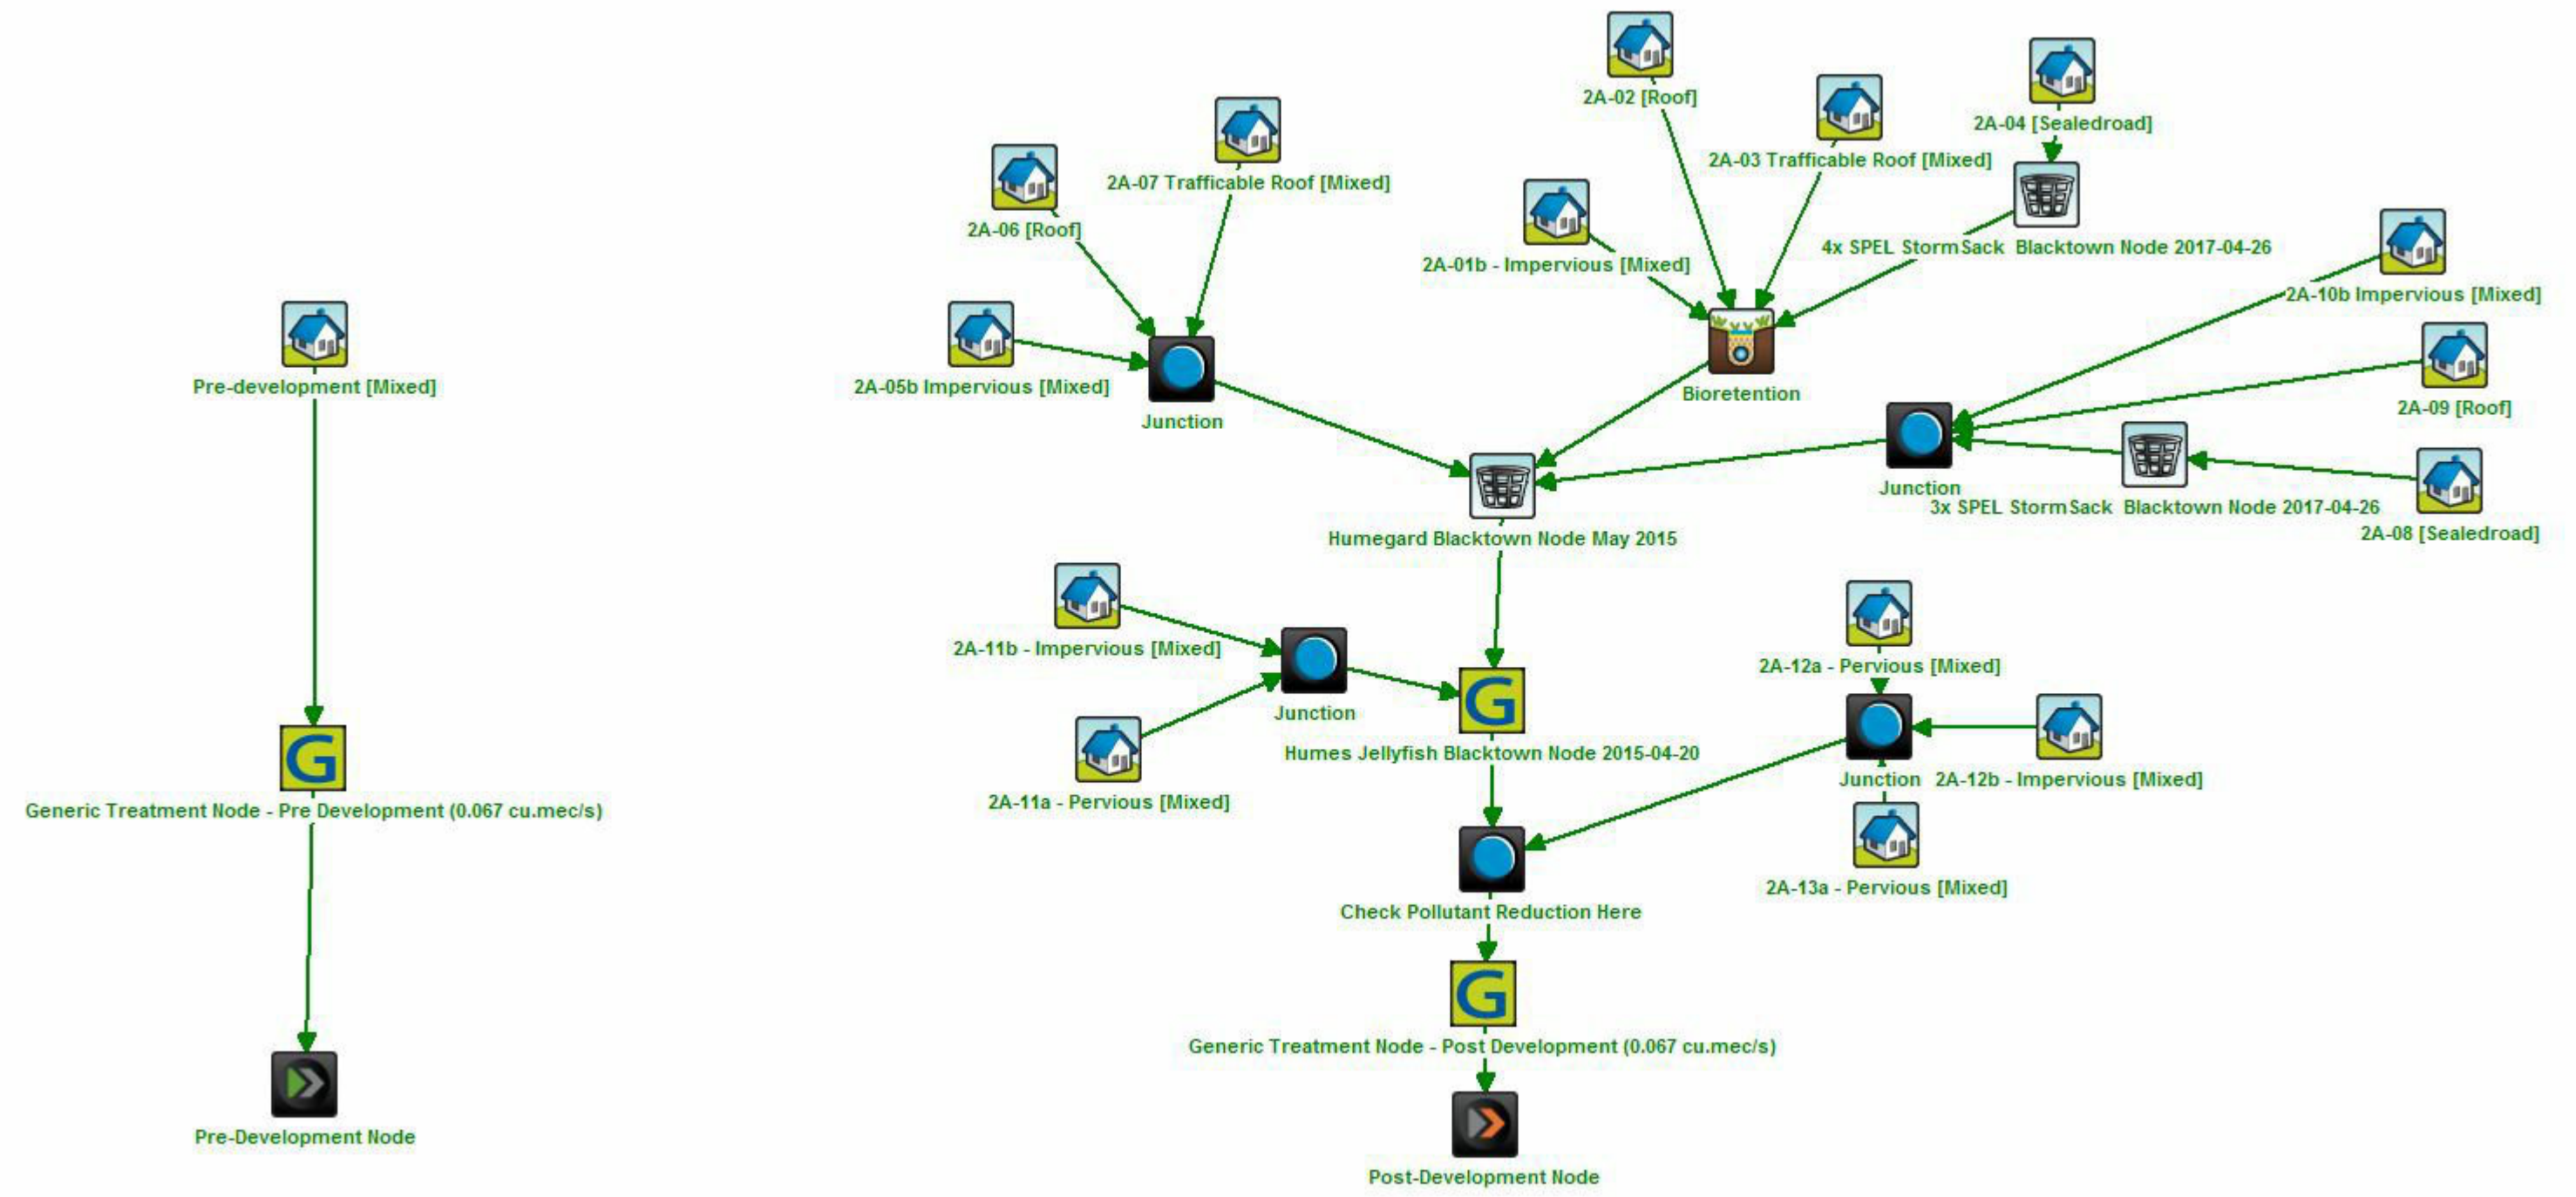 2A-02 [Roof]
2A-04 [Sealedroad]
2A-03 Trafficable Roof [Mixed]
2A-07 Trafficable Roof [Mixed]
2A-06 [Roof]
4x SPEL StormSack Blacktown Node 2017-04-26
2A-01b - Impervious [Mixed]
2A-10b Impervious [Mixed]
Pre-development [Mixed]
2A-05b Impervious [Mixed]
Bioretention
2A-09 [Roof]
Junction
Junction
3x SPEL StormSack Blacktown Node 2017-04-26
2A-08 [Sealedroad]
Humegard Blacktown Node May 2015
2A-11b - Impervious [Mixed]
2A-12a - Pervious [Mixed]
Junction
G
Humes Jellyfish Blacktown Node 2015-04-20
G
Junction
2A-12b - Impervious [Mixed]
2A-11a - Pervious [Mixed]
Generic Treatment Node - Pre Development (0.067 cu.mec/s)
2A-13a - Pervious [Mixed]
Check Pollutant Reduction Here
G
Generic Treatment Node - Post Development (0.067 cu.mec/s)
Pre-Development Node
Post-Development Node